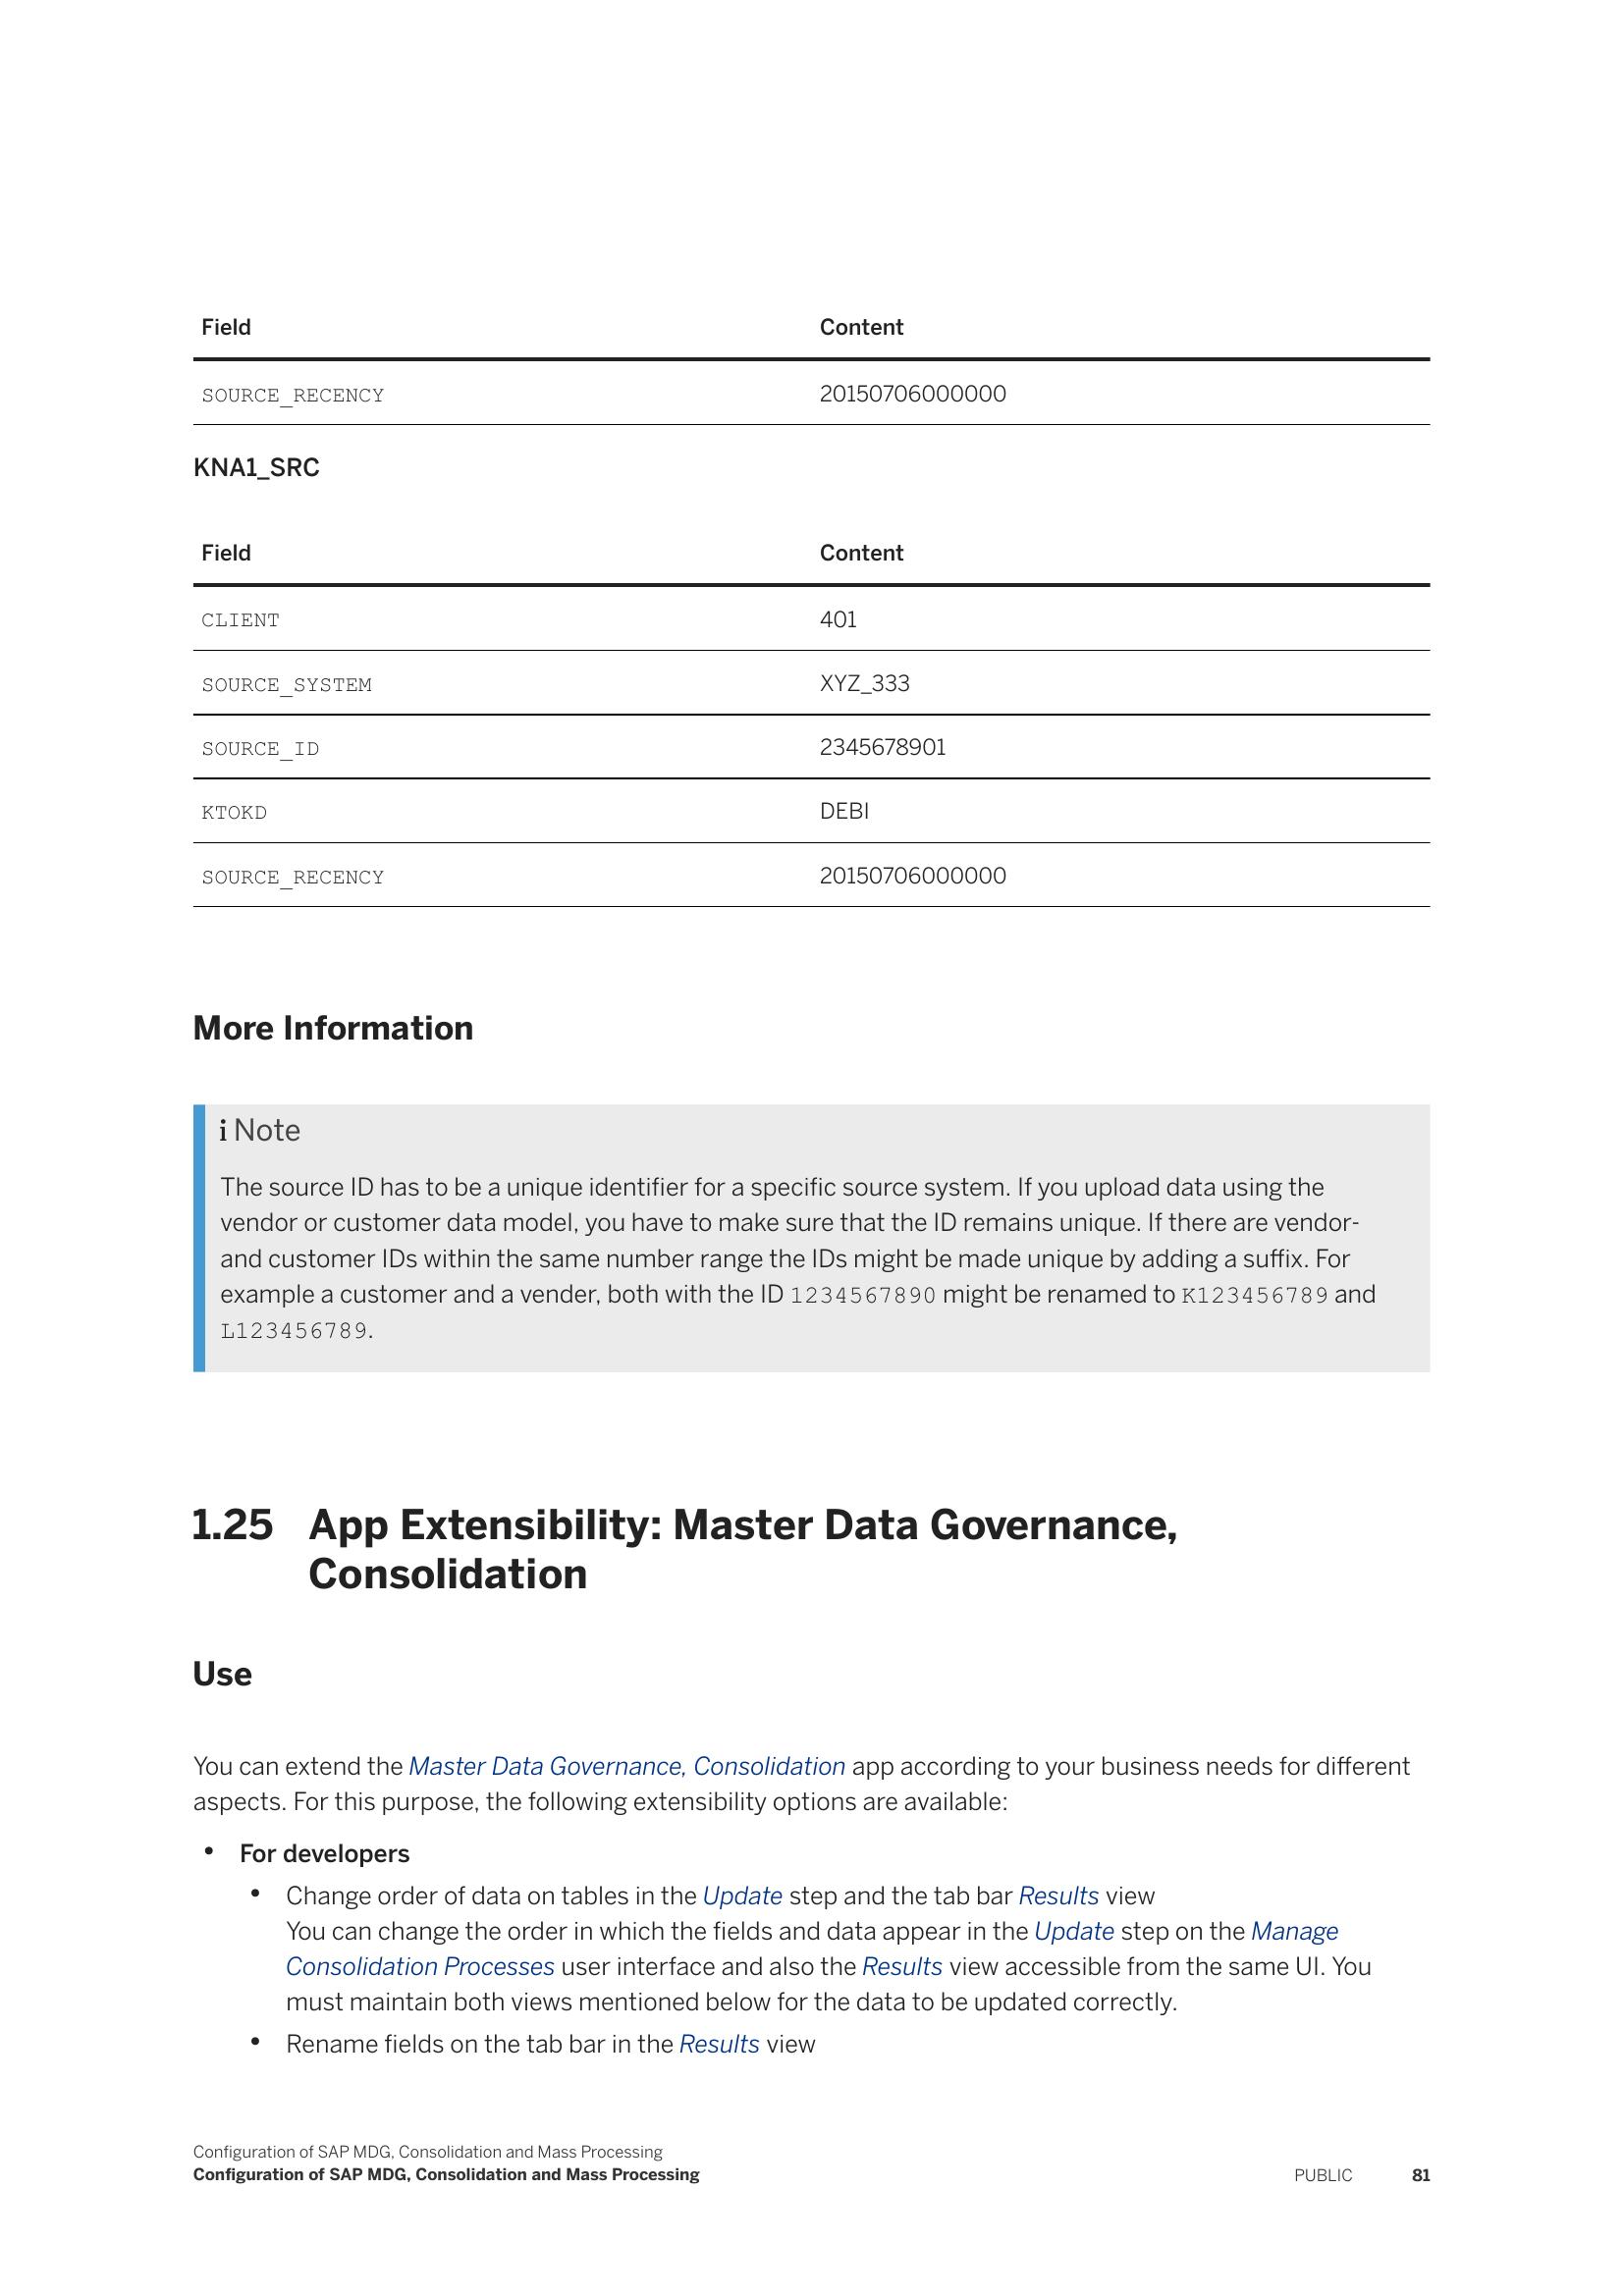 Field Content
SOURCE_RECENCY 20150706000000
KNA1_SRC
Field Content
CLIENT 401
SOURCE_SYSTEM XYZ_333
SOURCE_ID 2345678901
KTOKD DEBI
SOURCE_RECENCY 20150706000000
More Information
i Note
The source ID has to be a unique identifier for a specific source system. If you upload data using the
vendor or customer data model, you have to make sure that the ID remains unique. If there are vendor-
and customer IDs within the same number range the IDs might be made unique by adding a suffix. For
example a customer and a vender, both with the ID 1234567890 might be renamed to K123456789 and
L123456789.
1.25 App Extensibility: Master Data Governance,
Consolidation
Use
You can extend the Master Data Governance, Consolidation app according to your business needs for different
aspects. For this purpose, the following extensibility options are available:
• For developers
• Change order of data on tables in the Update step and the tab bar Results view
You can change the order in which the fields and data appear in the Update step on the Manage
Consolidation Processes user interface and also the Results view accessible from the same UI. You
must maintain both views mentioned below for the data to be updated correctly.
• Rename fields on the tab bar in the Results view
Configuration of SAP MDG, Consolidation and Mass Processing
Configuration of SAP MDG, Consolidation and Mass Processing PUBLIC 81